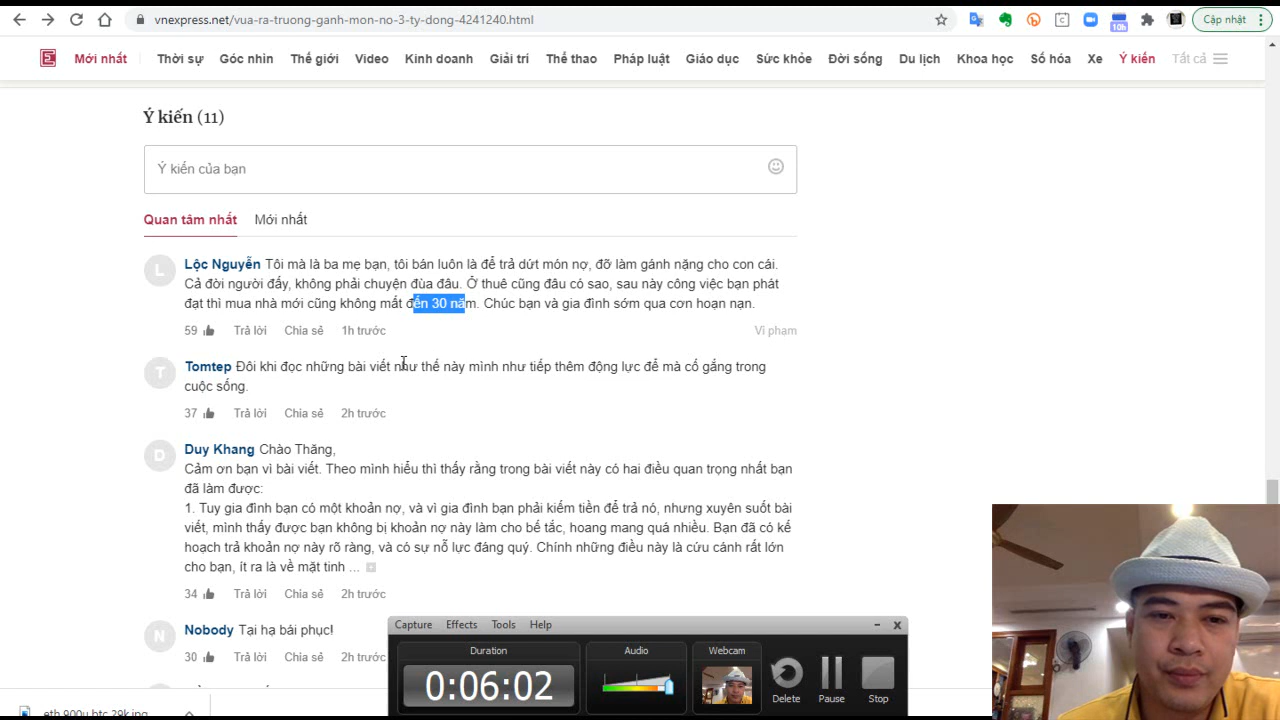 vnexpress.net/vua-ra-truong-ganh-mon-no-3-ty-dong-4241240.html
10h
Cập nhật
Mới nhất Thời sự Góc nhìn Thế giới Video Kinh doanh Giải trí Thể thao Pháp luật Giáo dục Sức khỏe Đời sống Du lịch Khoa học Số hóa Xe Ý kiến Tất cả
Ý kiến (11)
Ý kiến của bạn
Quan tâm nhất Mới nhất
L
Lộc Nguyễn Tôi mà là ba mẹ bạn, tôi bán luôn là để trả dứt món nợ, đỡ làm gánh nặng cho con cái.
Cả đời người đấy, không phải chuyện đùa đâu. Ở thuê cũng đâu có sao, sau này công việc bạn phát
đạt thì mua nhà mới cũng không mất đến 30 năm. Chúc bạn và gia đình sớm qua cơn hoạn nạn.
59 Trả lời Chia sẻ 1h trước Vi phạm
T
Tomtep Đôi khi đọc những bài viết như thế này mình như tiếp thêm động lực để mà cố gắng trong
cuộc sống.
37 Trả lời Chia sẻ 2h trước
D
Duy Khang Chào Thăng,
Cảm ơn bạn vì bài viết. Theo mình hiểu thì thấy rằng trong bài viết này có hai điều quan trọng nhất bạn
đã làm được:
1. Tuy gia đình bạn có một khoản nợ, và vì gia đình bạn phải kiếm tiền để trả nó, nhưng xuyên suốt bài
viết, mình thấy được bạn không bị khoản nợ này làm cho bế tắc, hoang mang quá nhiều. Bạn đã có kế
hoạch trả khoản nợ này rõ ràng, và có sự nỗ lực đáng quý. Chính những điều này là cứu cánh rất lớn
cho bạn, ít ra là về mặt tinh ...
34 Trả lời Chia sẻ 2h trước
N
Nobody Tại hạ bái phục!
30 Trả lời Chia sẻ 2h trước
Capture Effects Tools Help
Duration Audio Webcam
0:06:02
Delete Pause Stop
eth 900u btc 29k.jpg